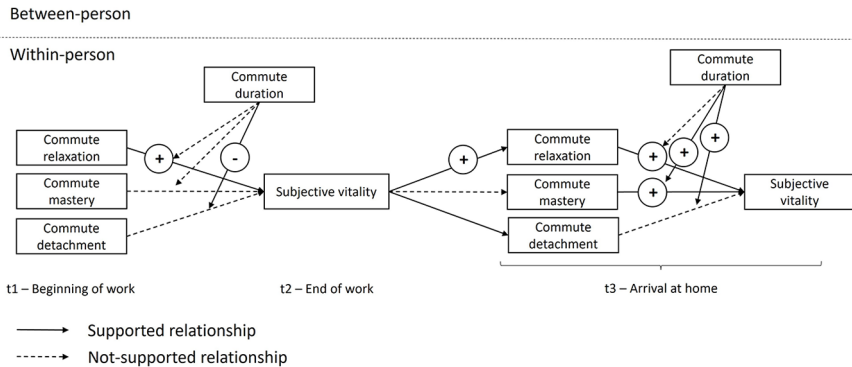 Between-person
Within-person
Commute
duration
Commute
duration
Commute
relaxation
+
-
Commute
mastery
Commute
detachment
Subjective vitality
+
Commute
relaxation
+
+
+
Commute
mastery
+
Commute
detachment
Subjective
vitality
t1 – Beginning of work
t2 – End of work
t3 – Arrival at home
Supported relationship
Not-supported relationship